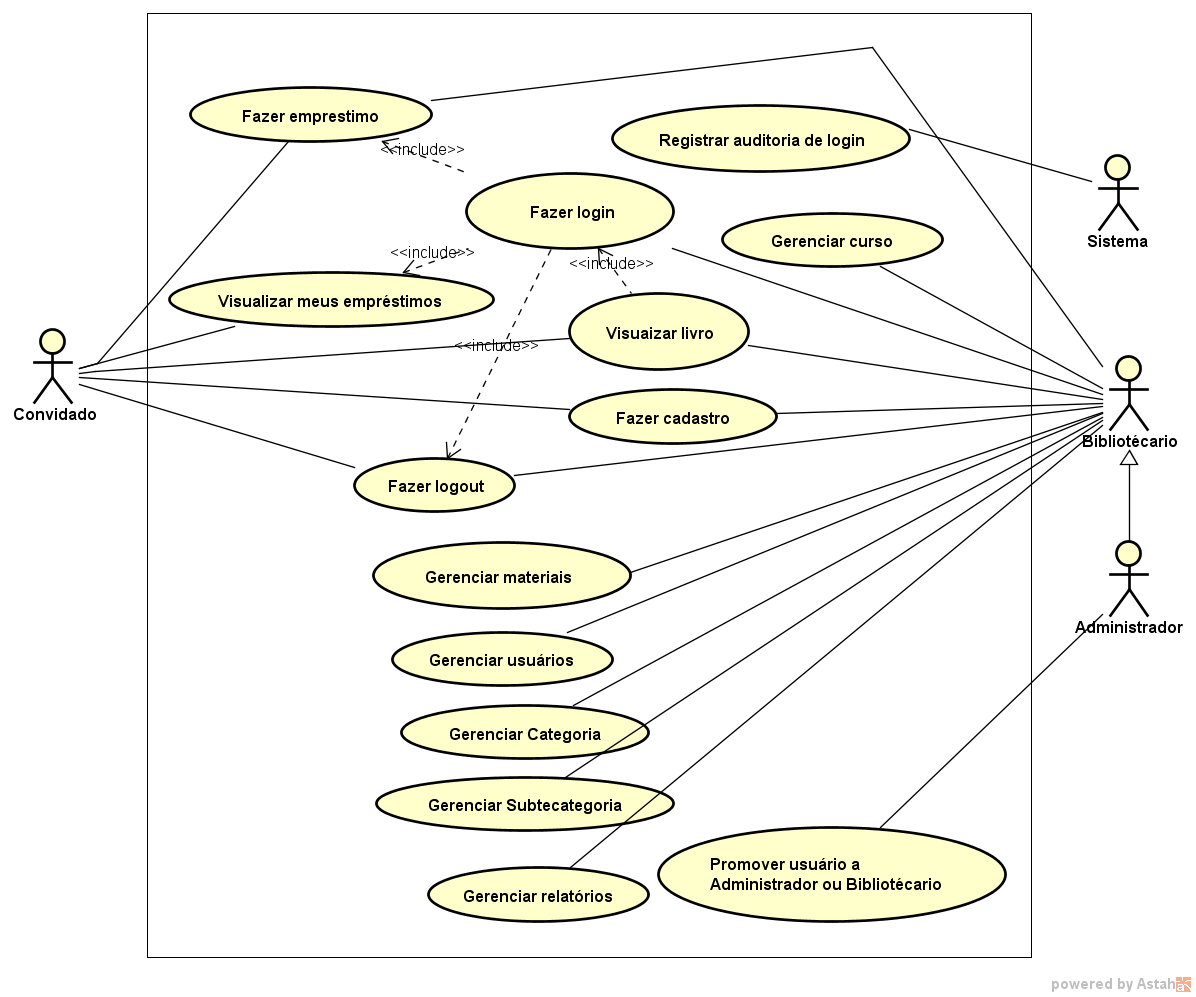 Fazer emprestimo
<<include>>
Registrar auditoria de login
Fazer login
Sistema
Gerenciar curso
<<include>>
<<include>>
Visualizar meus empréstimos
Visuaizar livro
<<include>>
Convidado
Fazer cadastro
Bibliotécario
Fazer logout
Gerenciar materiais
Administrador
Gerenciar usuários
Gerenciar Categoria
Gerenciar Subtecategoria
Promover usuário a
Administrador ou Bibliotécario
Gerenciar relatórios
powered by Astah